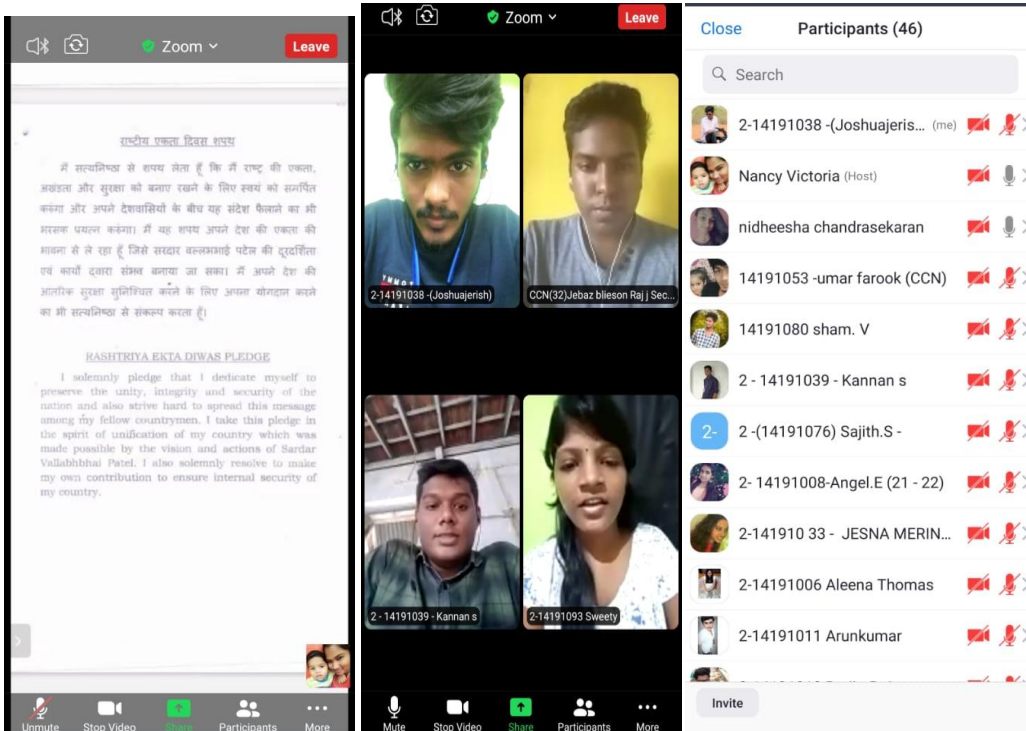 Zoom
Leave
राष्ट्रीय एकता दिवस शपथ
मैं सत्यनिष्ठा से शपथ लेता हूँ कि मैं राष्ट्र की एकता,
अखंडता और सुरक्षा को बनाए रखने के लिए स्वयं को समर्पित
करुंगा और अपने देशवासियों के बीच यह संदेश फैलाने का भी
भरसक प्रयत्न करुंगा। मैं यह शपथ अपने देश की एकता की
भावना से ले रहा हूँ जिसे सरदार वल्लभभाई पटेल की दूरदर्शिता
एवं कार्यों द्वारा संभव बनाया जा सका। मैं अपने देश की
आंतरिक सुरक्षा सुनिश्चित करने के लिए अपना योगदान करने
का भी सत्यनिष्ठा से संकल्प करता हूँ।
RASHTRIYA EKTA DIWAS PLEDGE
I solemnly pledge that I dedicate myself to
preserve the unity, integrity and security of the
nation and also strive hard to spread this message
among my fellow countrymen. I take this pledge in
the spirit of unification of my country which was
made possible by the vision and actions of Sardar
Vallabhbhai Patel. I also solemnly resolve to make
my own contribution to ensure internal security of
my country.
Unmute Stop Video Share Participants More
Zoom
Leave
2-14191038 -(Joshuajerish)
CCN(32)Jebaz blieson Raj j Sec...
2 - 14191039 - Kannan s
2-14191093 Sweety
Mute Stop Video Share Participants More
Close Participants (46)
Search
2-14191038 -(Joshuajeris... (me)
Nancy Victoria (Host)
nidheesha chandrasekaran
14191053 -umar farook (CCN)
14191080 sham. V
2 - 14191039 - Kannan s
2- 2 -(14191076) Sajith.S -
2- 14191008-Angel.E (21 - 22)
2-141910 33 - JESNA MERIN...
2-14191006 Aleena Thomas
2-14191011 Arunkumar
Invite